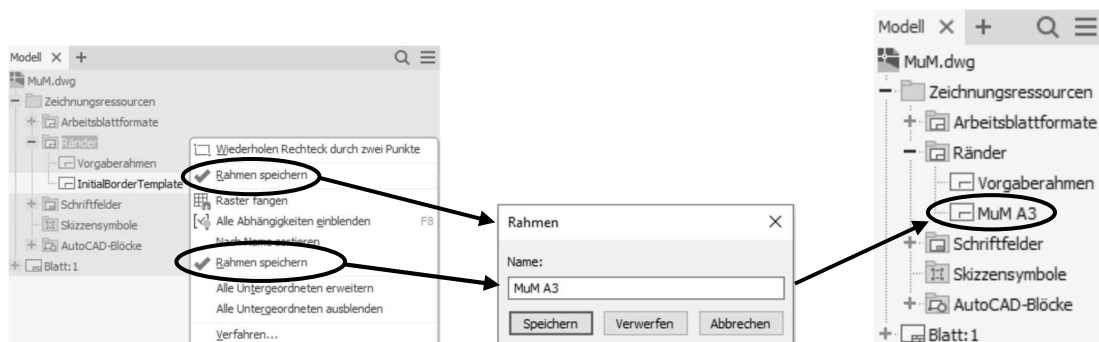 Modell
MuM.dwg
Zeichnungsressourcen
Arbeitsblattformate
Ränder
Vorgaberahmen
InitialBorderTemplate
Schriftfelder
Skizzensymbole
AutoCAD-Blöcke
Blatt:1
Wiederholen Rechteck durch zwei Punkte
Rahmen speichern
Raster fangen
Alle Abhängigkeiten einblenden F8
Nach Name sortieren
Rahmen speichern
Alle Untergeordneten erweitern
Alle Untergeordneten ausblenden
Verfahren...
Rahmen
Name:
MuM A3
Speichern Verwerfen Abbrechen
Modell
MuM.dwg
Zeichnungsressourcen
Arbeitsblattformate
Ränder
Vorgaberahmen
MuM A3
Schriftfelder
Skizzensymbole
AutoCAD-Blöcke
Blatt:1